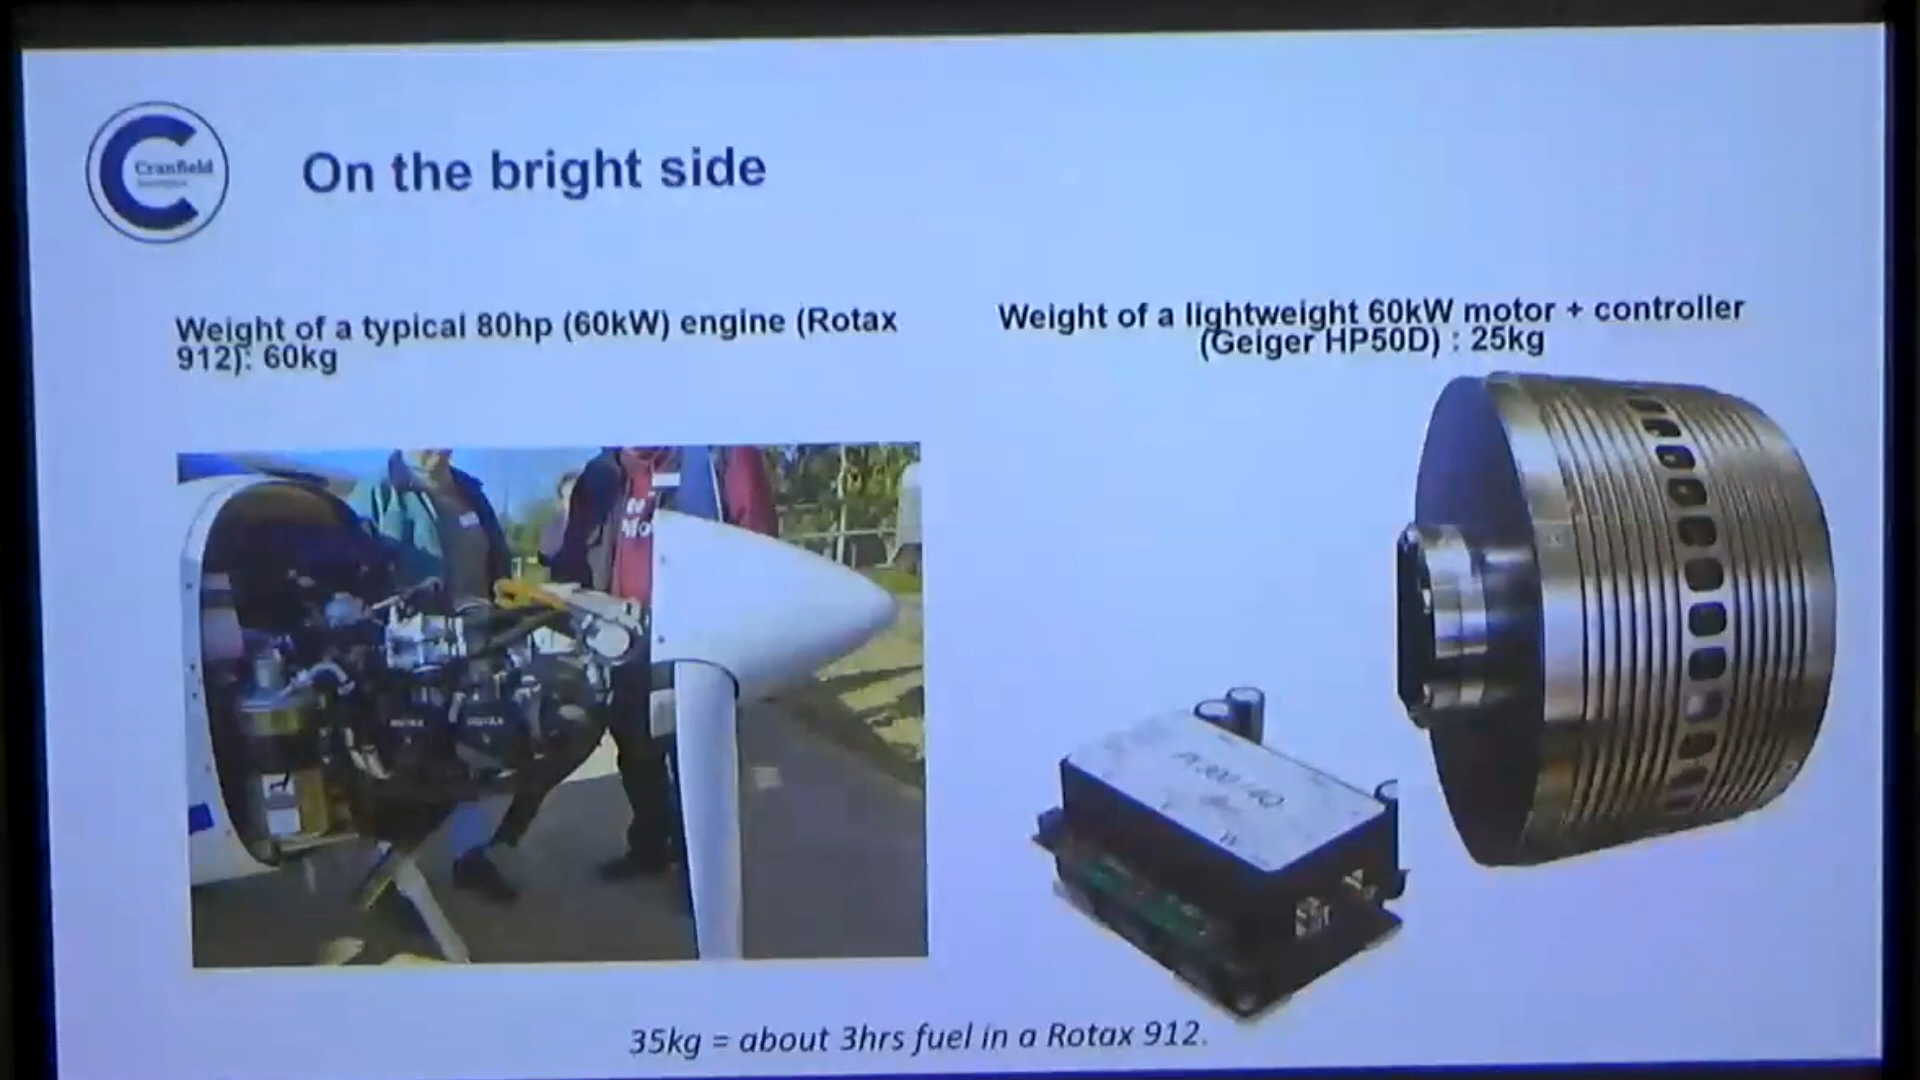 Cranfield
On the bright side
Weight of a typical 80hp (60kW) engine (Rotax
912): 60kg
Weight of a lightweight 60kW motor + controller
(Geiger HP50D) : 25kg
ROTAX
35kg = about 3hrs fuel in a Rotax 912.